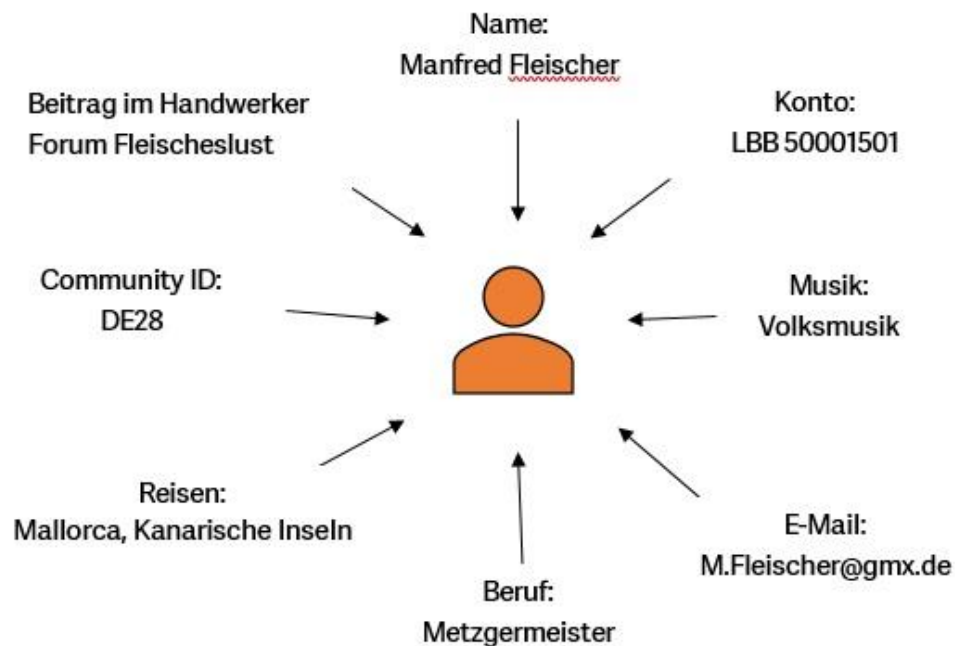 Name:
Manfred Fleischer
Beitrag im Handwerker
Forum Fleischeslust
Konto:
LBB 50001501
Community ID:
DE28
Musik:
Volksmusik
Reisen:
Mallorca, Kanarische Inseln
E-Mail:
M.Fleischer@gmx.de
Beruf:
Metzgermeister